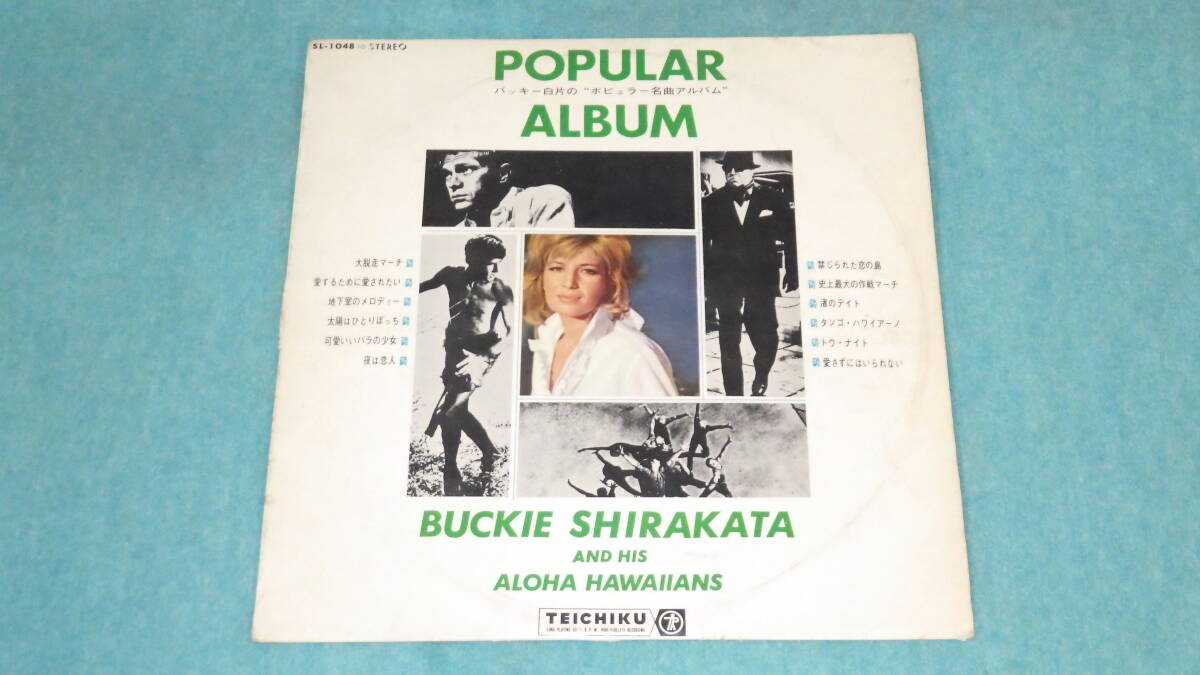 SL-1048 STEREO
POPULAR
バッキー白片の "ポピュラー名曲アルバム"
ALBUM
大脱走マーチ
愛するために愛されたい
地下室のメロディー
太陽はひとりぼっち
可愛いいバラの少女
夜は恋人
禁じられた恋の島
史上最大の作戦マーチ
渚のデイト
タンゴ・ハワイアーノ
トウ・ナイト
愛さずにはいられない
BUCKIE SHIRAKATA
AND HIS
ALOHA HAWAIIANS
TEICHIKU